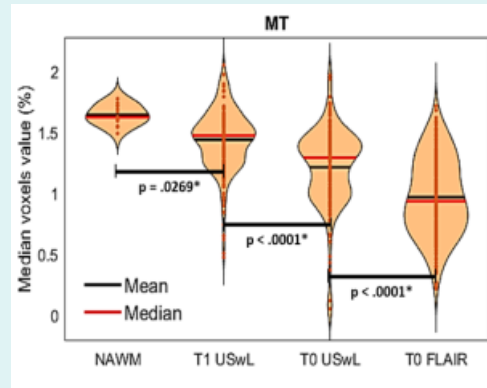 MT
Median voxels value (%)
2
1.5
1
0.5
0
p = .0269*
p < .0001*
p < .0001*
Mean
Median
NAWM T1 USwL T0 USwL T0 FLAIR